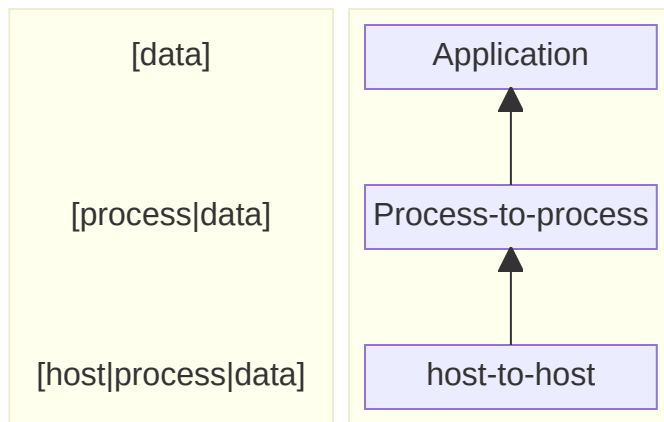 [data]
Application
[process|data]
Process-to-process
[host|process|data]
host-to-host